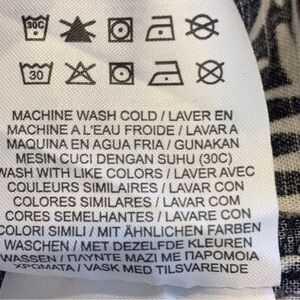 30C
30
MACHINE WASH COLD / LAVER EN
MACHINE A L'EAU FROIDE / LAVAR A
MAQUINA EN AGUA FRIA / GUNAKAN
MESIN CUCI DENGAN SUHU (30C)
WASH WITH LIKE COLORS / LAVER AVEC
COULEURS SIMILAIRES / LAVAR CON
COLORES SIMILARES / LAVAR COM
CORES SEMELHANTES / LAVAR CON
COLORI SIMILI / MIT ÄHNLICHEN FARBEN
WASCHEN / MET DEZELFDE KLEUREN
WASSEN / ΠΛΥΝΤΕ ΜΑΖΙ ΜΕ ΠΑΡΟΜΟΙΑ
ΧΡΩΜΑΤΑ / VASK MED TILSVARENDE